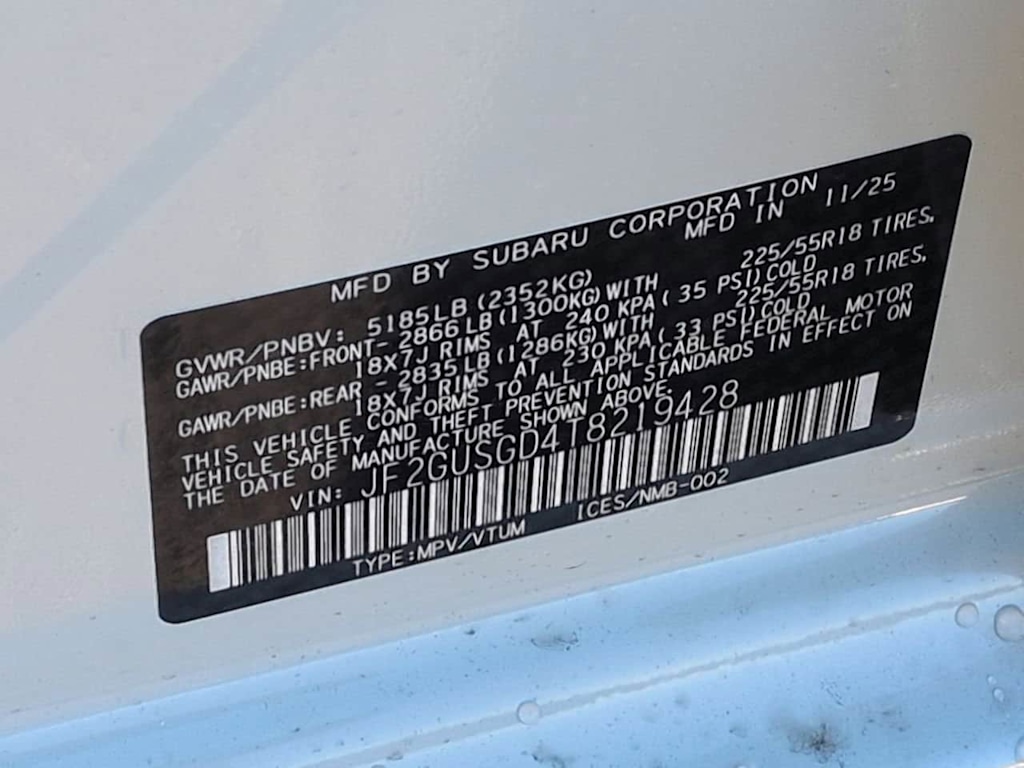 MFD BY SUBARU CORPORATION
MFD IN 11/25
GVWR/PNBV: 5185LB (2352KG)
GAWR/PNBE:FRONT- 2866LB(1300KG)WITH 225/55R18 TIRES,
18x7J RIMS AT 240 KPA( 35 PSI)COLD
GAWR/PNBE:REAR - 2835LB(1286KG)WITH 225/55R18 TIRES,
18x7J RIMS AT 230 KPA( 33 PSI)COLD
THIS VEHICLE CONFORMS TO ALL APPLICABLE FEDERAL MOTOR
VEHICLE SAFETY AND THEFT PREVENTION STANDARDS IN EFFECT ON
THE DATE OF MANUFACTURE SHOWN ABOVE.
VIN: JF2GUSGD4T8219428
TYPE:MPV/VTUM ICES/NMB-002